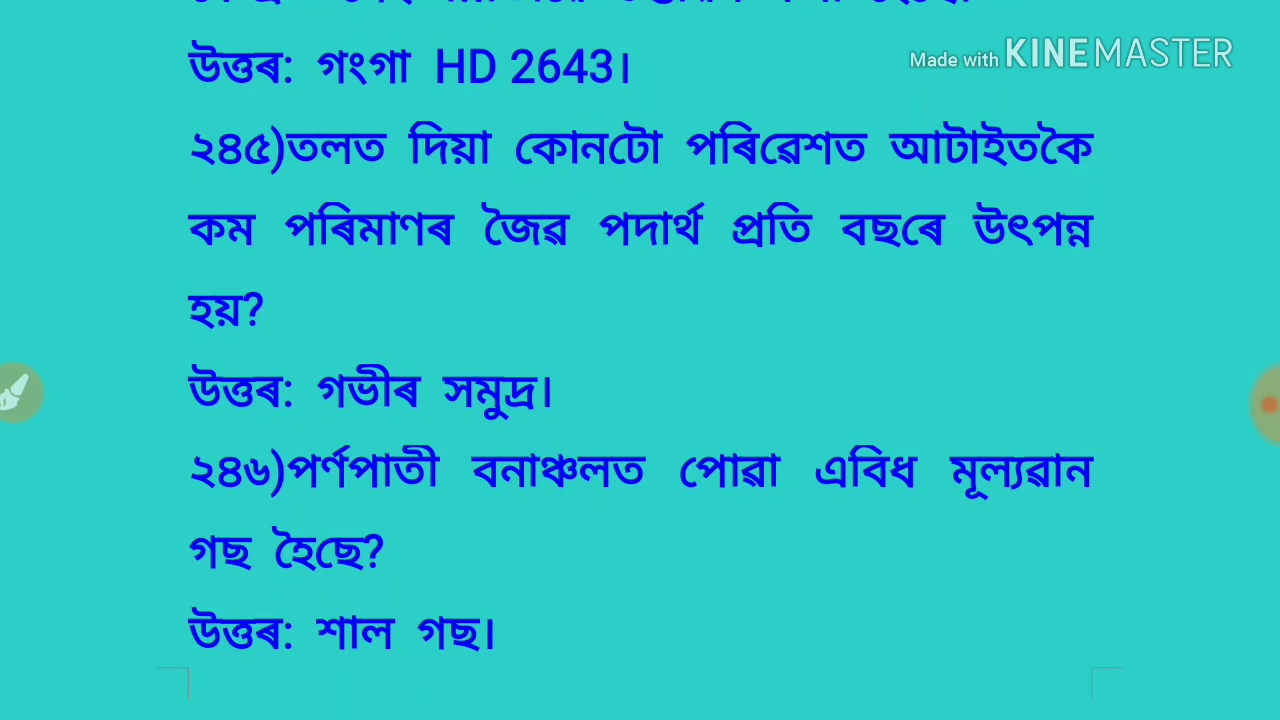 উত্তৰ: গংগা HD 2643।
Made with KINEMASTER
২৪৫)তলত দিয়া কোনটো পৰিৱেশত আটাইতকৈ
কম পৰিমাণৰ জৈৱ পদাৰ্থ প্ৰতি বছৰে উৎপন্ন
হয়?
উত্তৰ: গভীৰ সমুদ্ৰ।
২৪৬)পৰ্ণপাতী বনাঞ্চলত পোৱা এবিধ মূল্যৱান
গছ হৈছে?
উত্তৰ: শাল গছ।